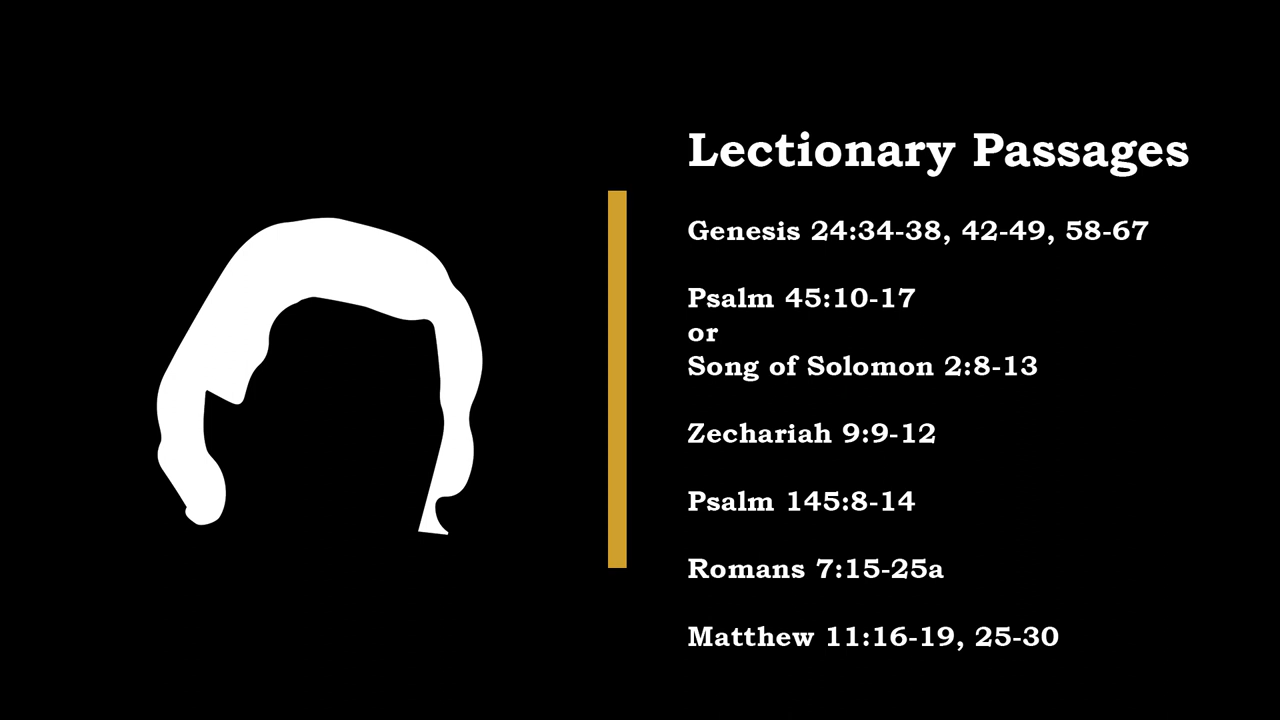 Lectionary Passages
Genesis 24:34-38, 42-49, 58-67
Psalm 45:10-17
or
Song of Solomon 2:8-13
Zechariah 9:9-12
Psalm 145:8-14
Romans 7:15-25a
Matthew 11:16-19, 25-30